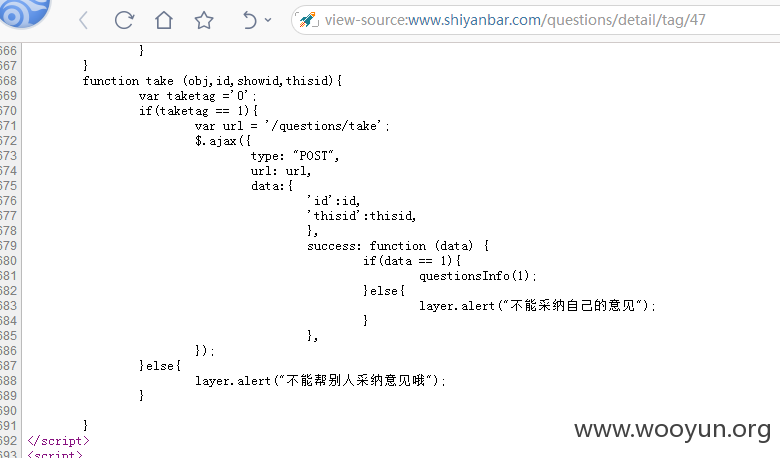 view-source:www.shiyanbar.com/questions/detail/tag/47
666 }
667 }
668 function take (obj,id,showid,thisid){
669 var taketag ='0';
670 if(taketag == 1){
671 var url = '/questions/take';
672 $.ajax({
673 type: "POST",
674 url: url,
675 data:{
676 'id':id,
677 'thisid':thisid,
678 },
679 success: function (data) {
680 if(data == 1){
681 questionsInfo(1);
682 }else{
683 layer.alert("不能采纳自己的意见");
684 }
685 },
686 });
687 }else{
688 layer.alert("不能帮别人采纳意见哦");
689 }
690
691 }
692 </script>
693 <script>
www.wooyun.org